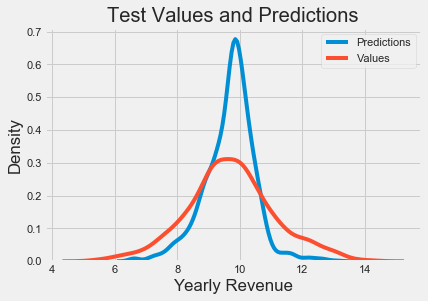 Test Values and Predictions
Predictions
Values
0.7
0.6
0.5
0.4
0.3
0.2
0.1
0.0
Density
4 6 8 10 12 14
Yearly Revenue